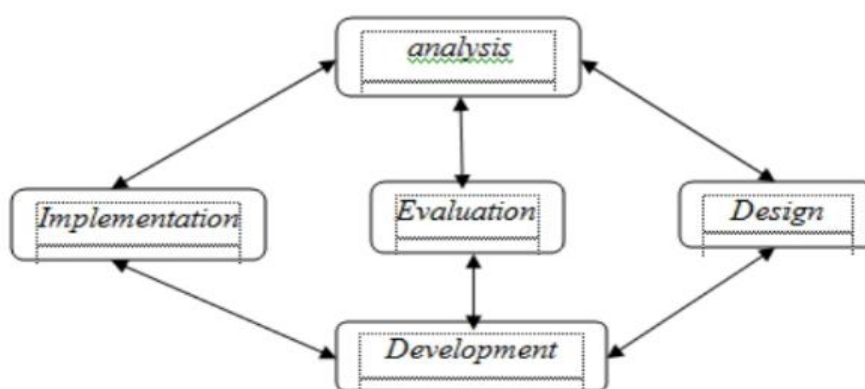 analysis
Implementation
Evaluation
Design
Development